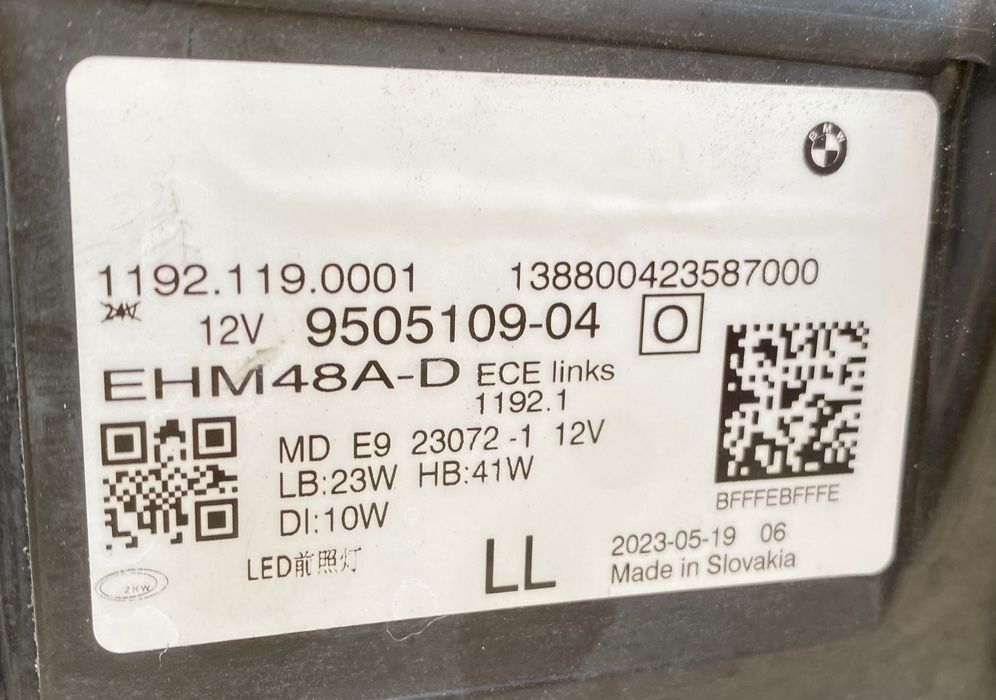 BMW
1192.119.0001 138800423587000
24V 12V 9505109-04 O
EHM48A-D ECE links
1192.1
MD E9 23072 -1 12V
LB:23W HB:41W
DI:10W
BFFFEBFFFE
LED前照灯 LL 2023-05-19 06
Made in Slovakia
2KW